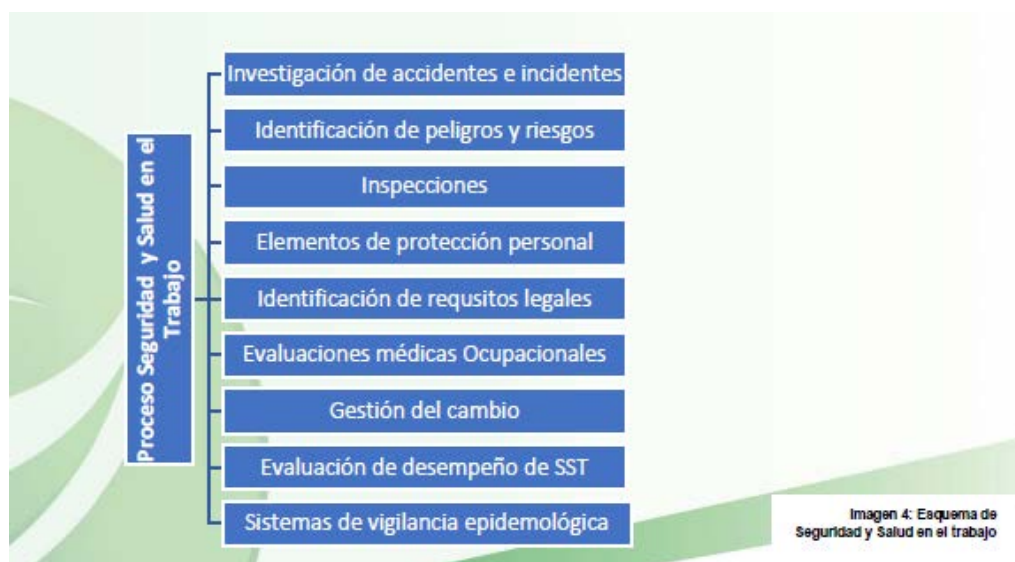 Proceso Seguridad y Salud en el
Trabajo
Investigación de accidentes e incidentes
Identificación de peligros y riesgos
Inspecciones
Elementos de protección personal
Identificación de requsitos legales
Evaluaciones médicas Ocupacionales
Gestión del cambio
Evaluación de desempeño de SST
Sistemas de vigilancia epidemológica
Imagen 4: Esquema de
Seguridad y Salud en el trabajo